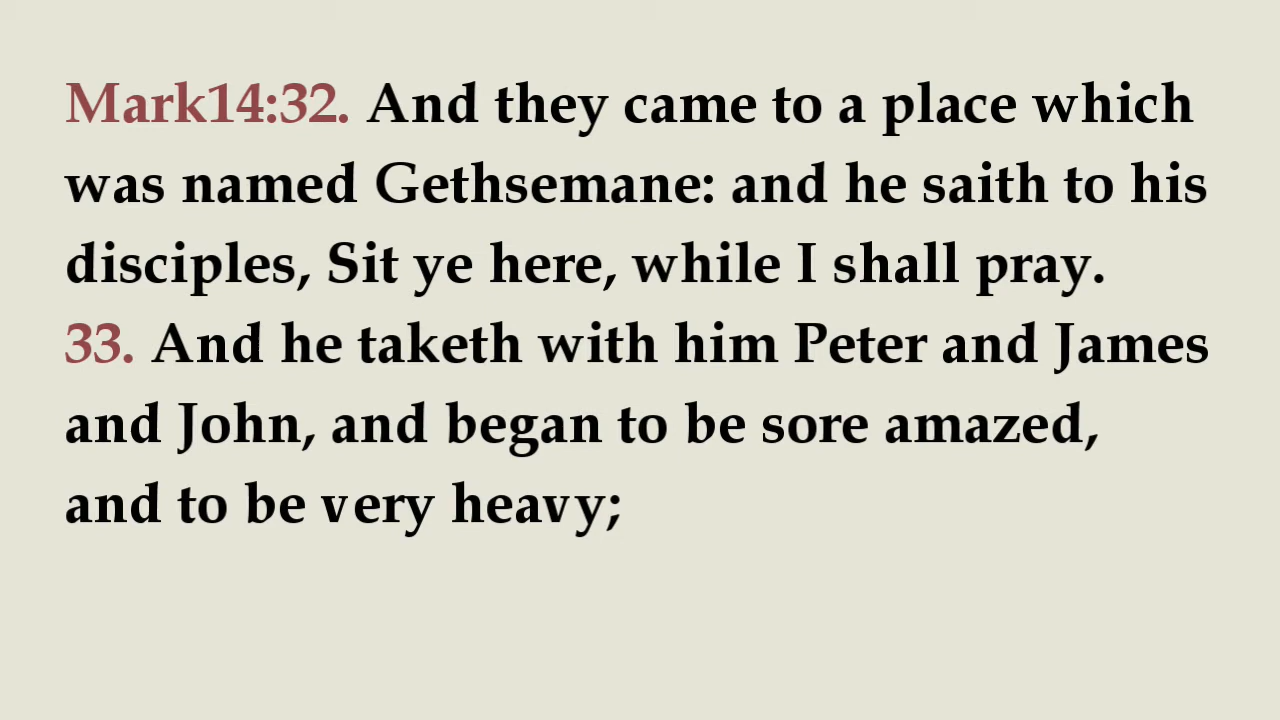 Mark14:32. And they came to a place which
was named Gethsemane: and he saith to his
disciples, Sit ye here, while I shall pray.
33. And he taketh with him Peter and James
and John, and began to be sore amazed,
and to be very heavy;